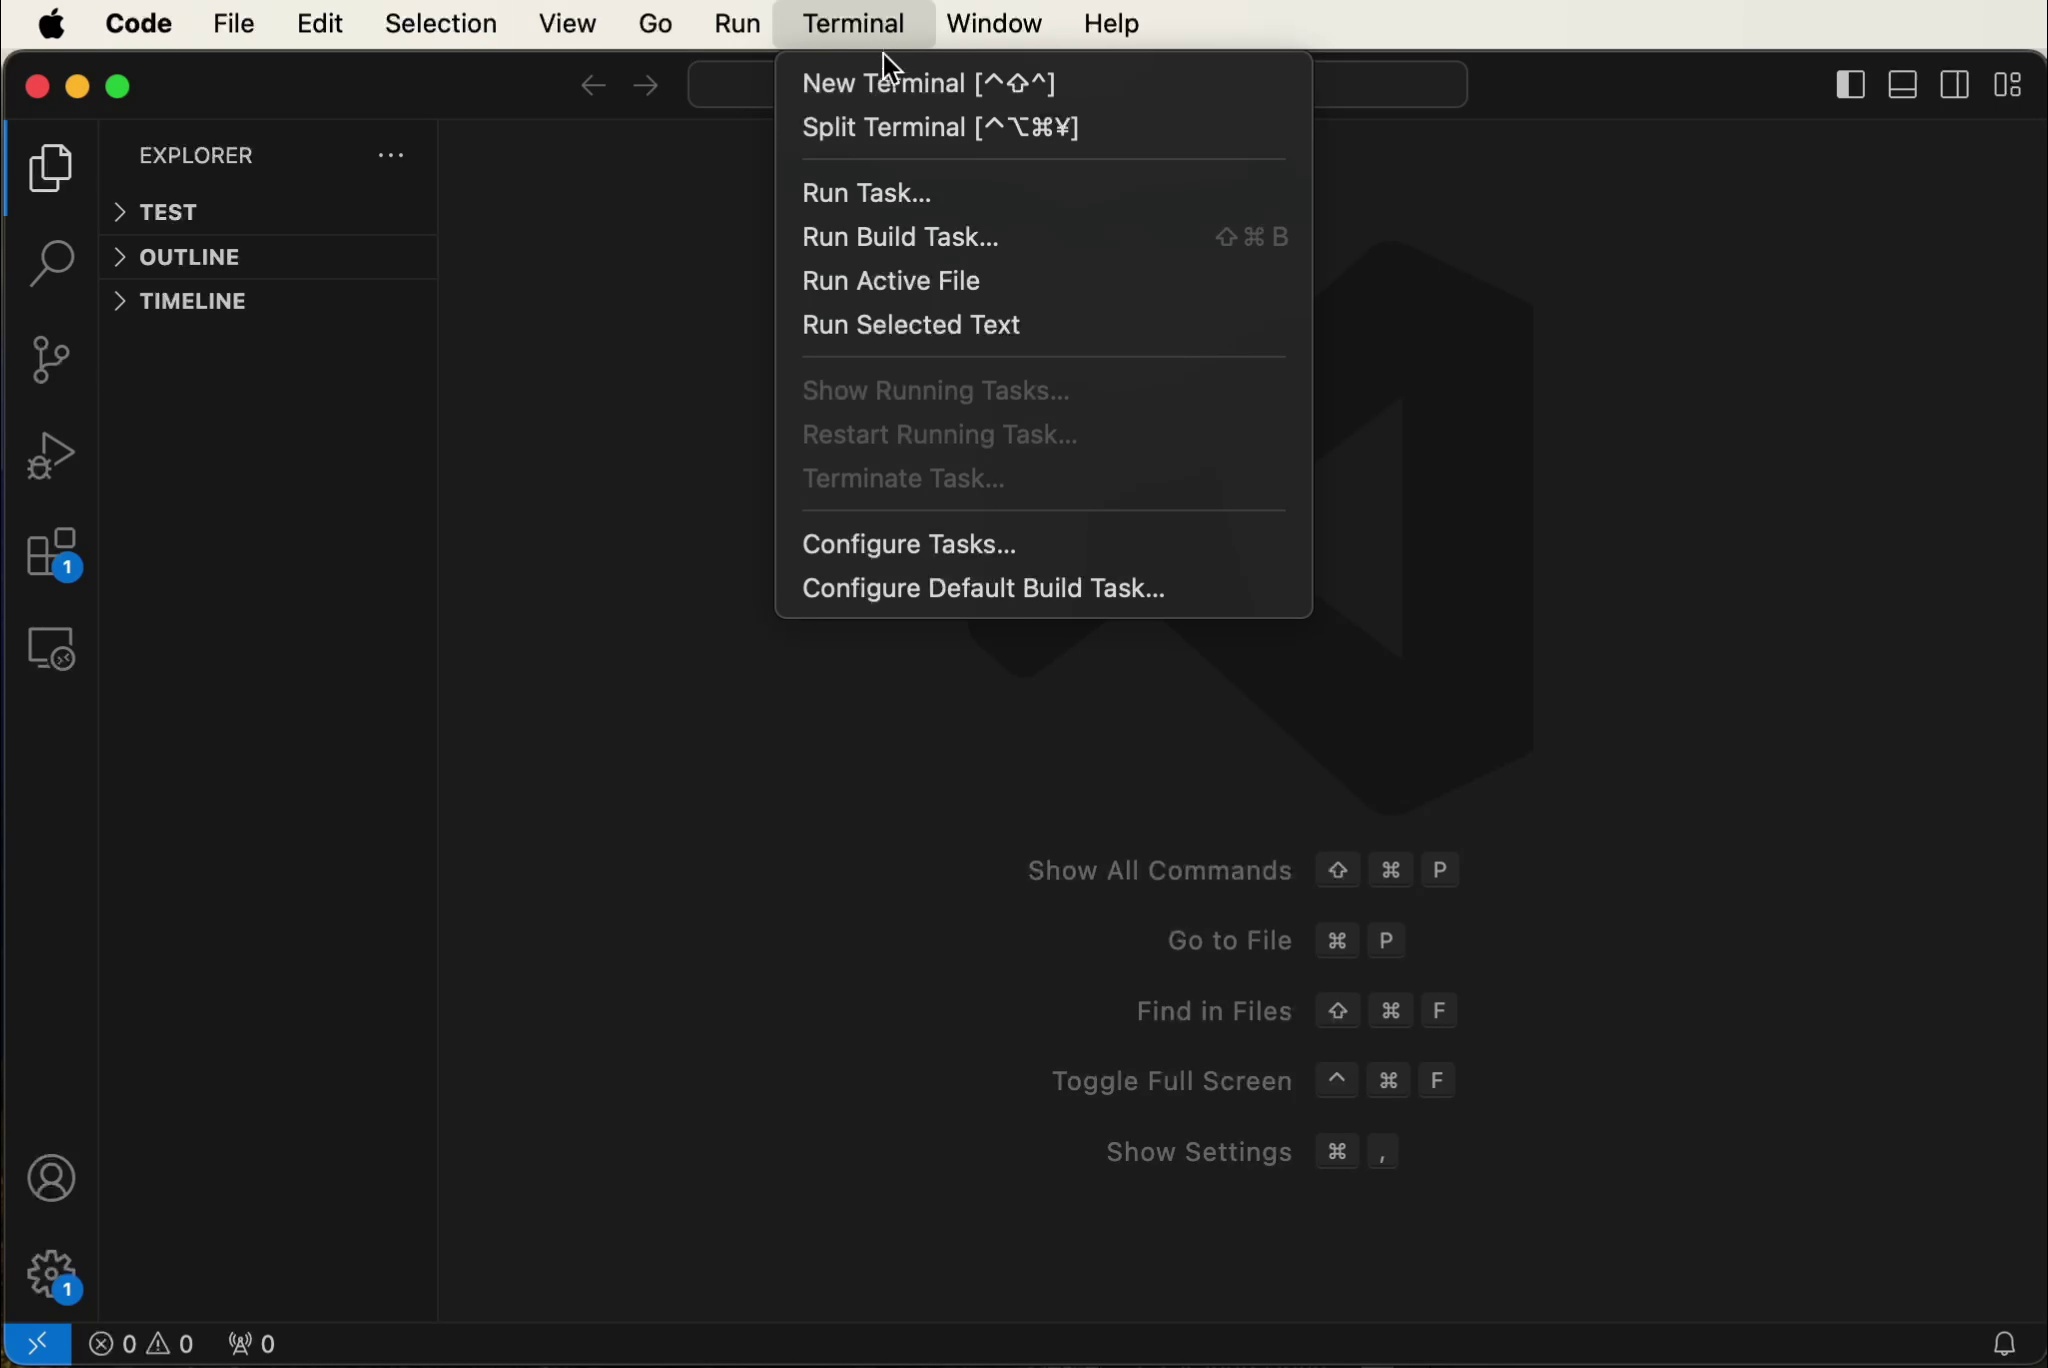 Code File Edit Selection View Go Run Terminal Window Help
New Terminal [^⇧^]
Split Terminal [^⌥⌘¥]
Run Task...
Run Build Task... ⇧⌘B
Run Active File
Run Selected Text
Show Running Tasks...
Restart Running Task...
Terminate Task...
Configure Tasks...
Configure Default Build Task...
EXPLORER ...
TEST
OUTLINE
TIMELINE
1
Show All Commands ⇧ ⌘ P
Go to File ⌘ P
Find in Files ⇧ ⌘ F
Toggle Full Screen ^ ⌘ F
Show Settings ⌘ ,
1
0 0 0